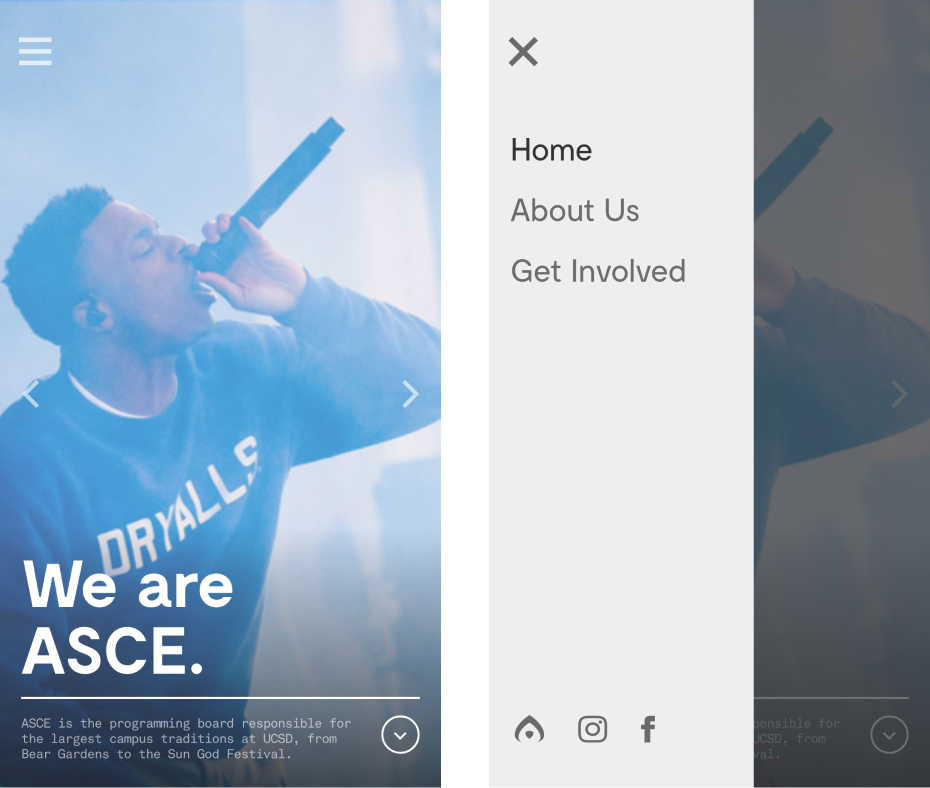 DRYALLS
We are
ASCE.
ASCE is the programming board responsible for
the largest campus traditions at UCSD, from
Bear Gardens to the Sun God Festival.
Home
About Us
Get Involved
ponsible for
UCSD, from
val.